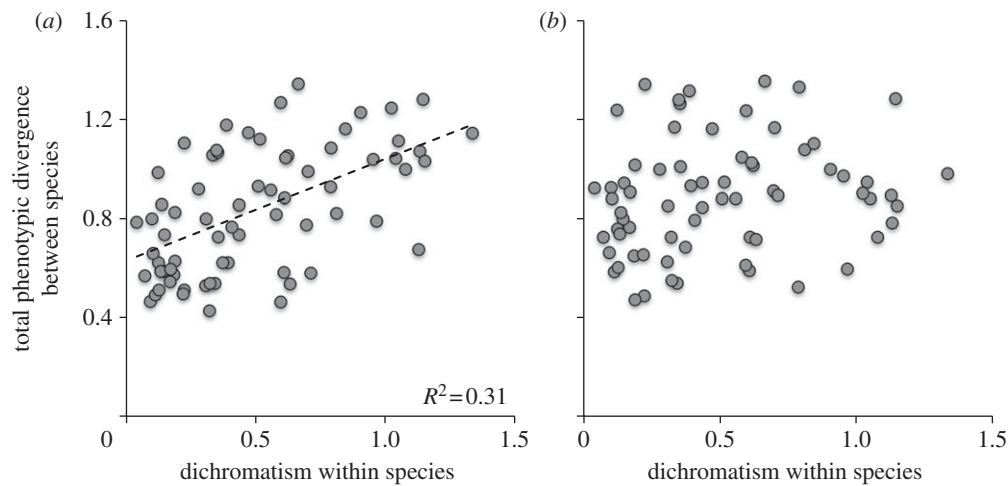 (a)
1.6
1.2
0.8
0.4
0
0.5
1.0
1.5
total phenotypic divergence
between species
dichromatism within species
R²=0.31
(b)
0
0.5
1.0
1.5
dichromatism within species